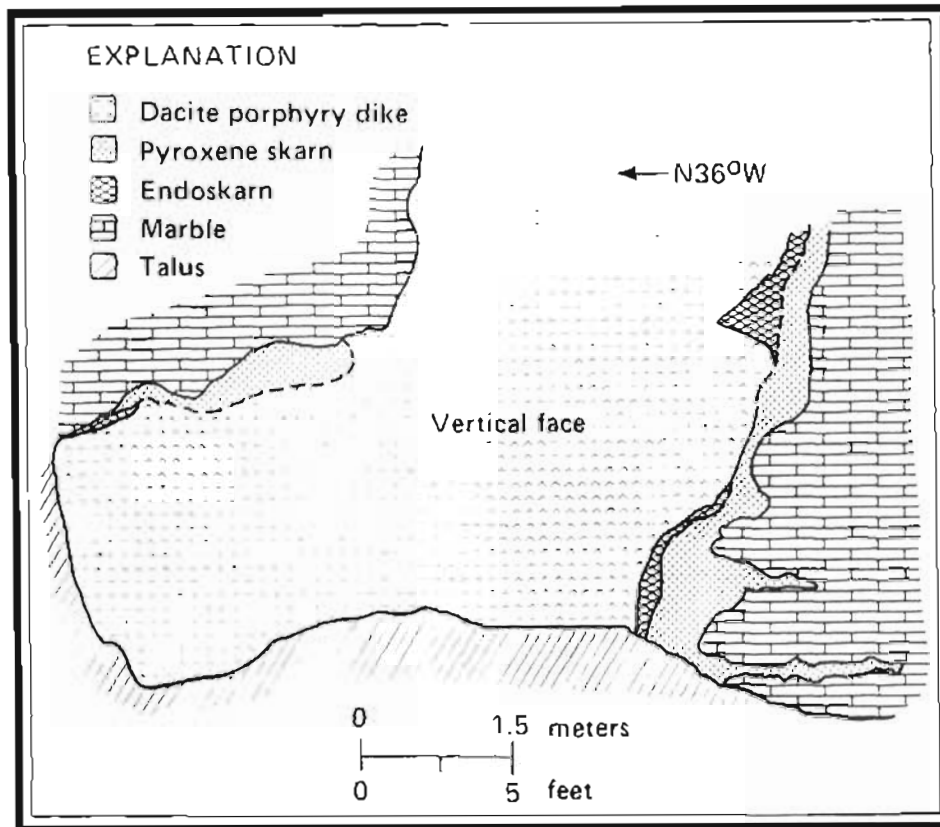 EXPLANATION
Dacite porphyry dike
Pyroxene skarn
Endoskarn
Marble
Talus
← N36°W
Vertical face
0 1.5 meters
0 5 feet